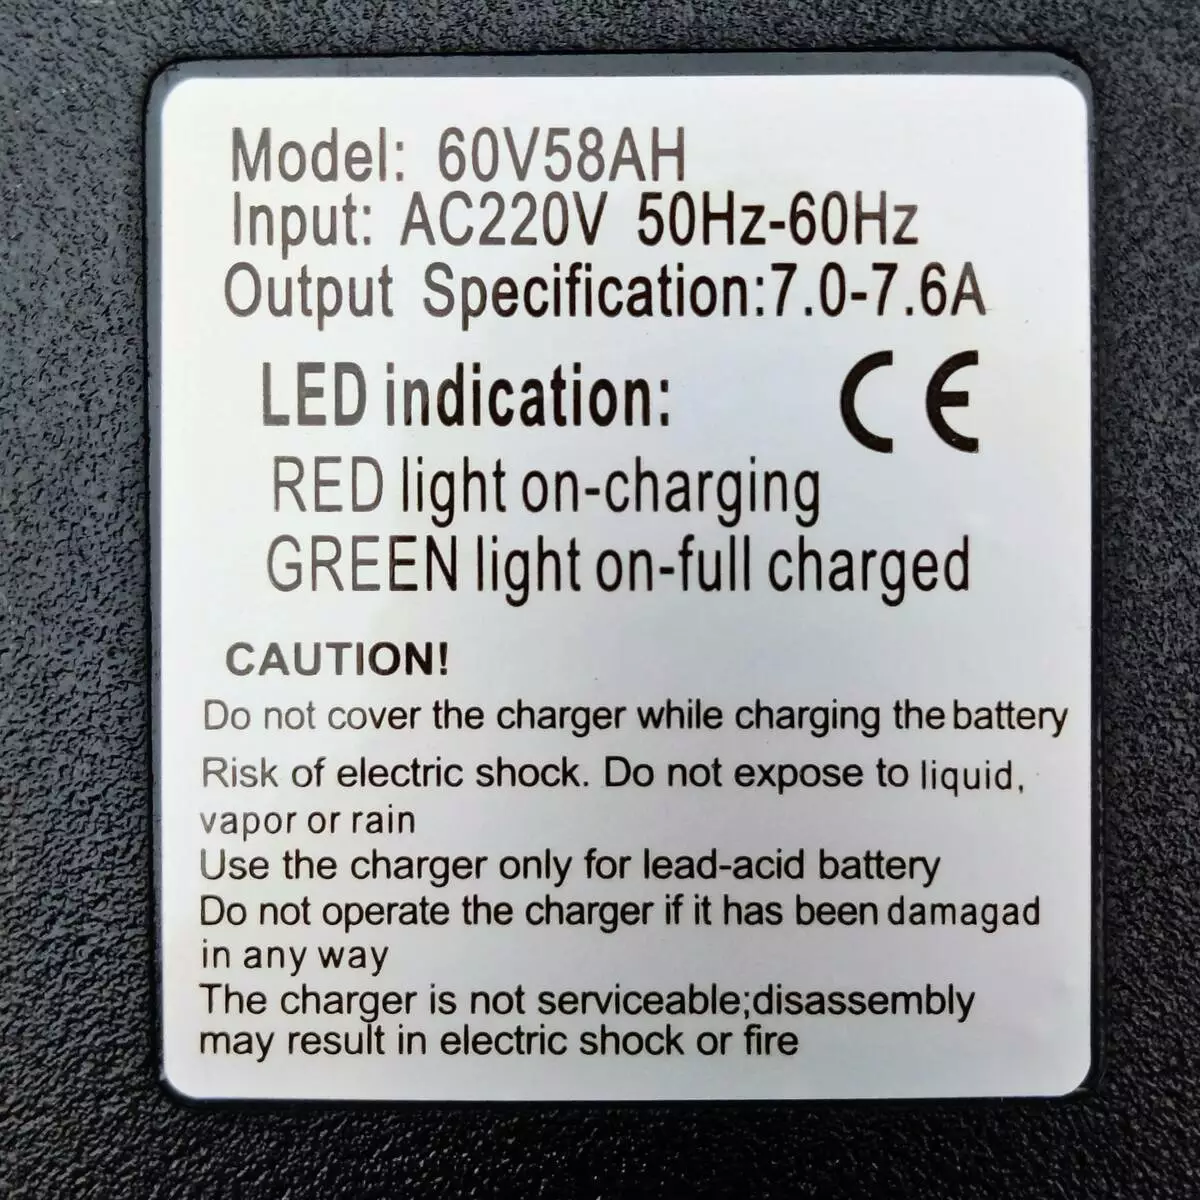 Model: 60V58AH
Input: AC220V 50Hz-60Hz
Output Specification:7.0-7.6A
LED indication:
CE
RED light on-charging
GREEN light on-full charged
CAUTION!
Do not cover the charger while charging the battery
Risk of electric shock. Do not expose to liquid,
vapor or rain
Use the charger only for lead-acid battery
Do not operate the charger if it has been damagad
in any way
The charger is not serviceable;disassembly
may result in electric shock or fire